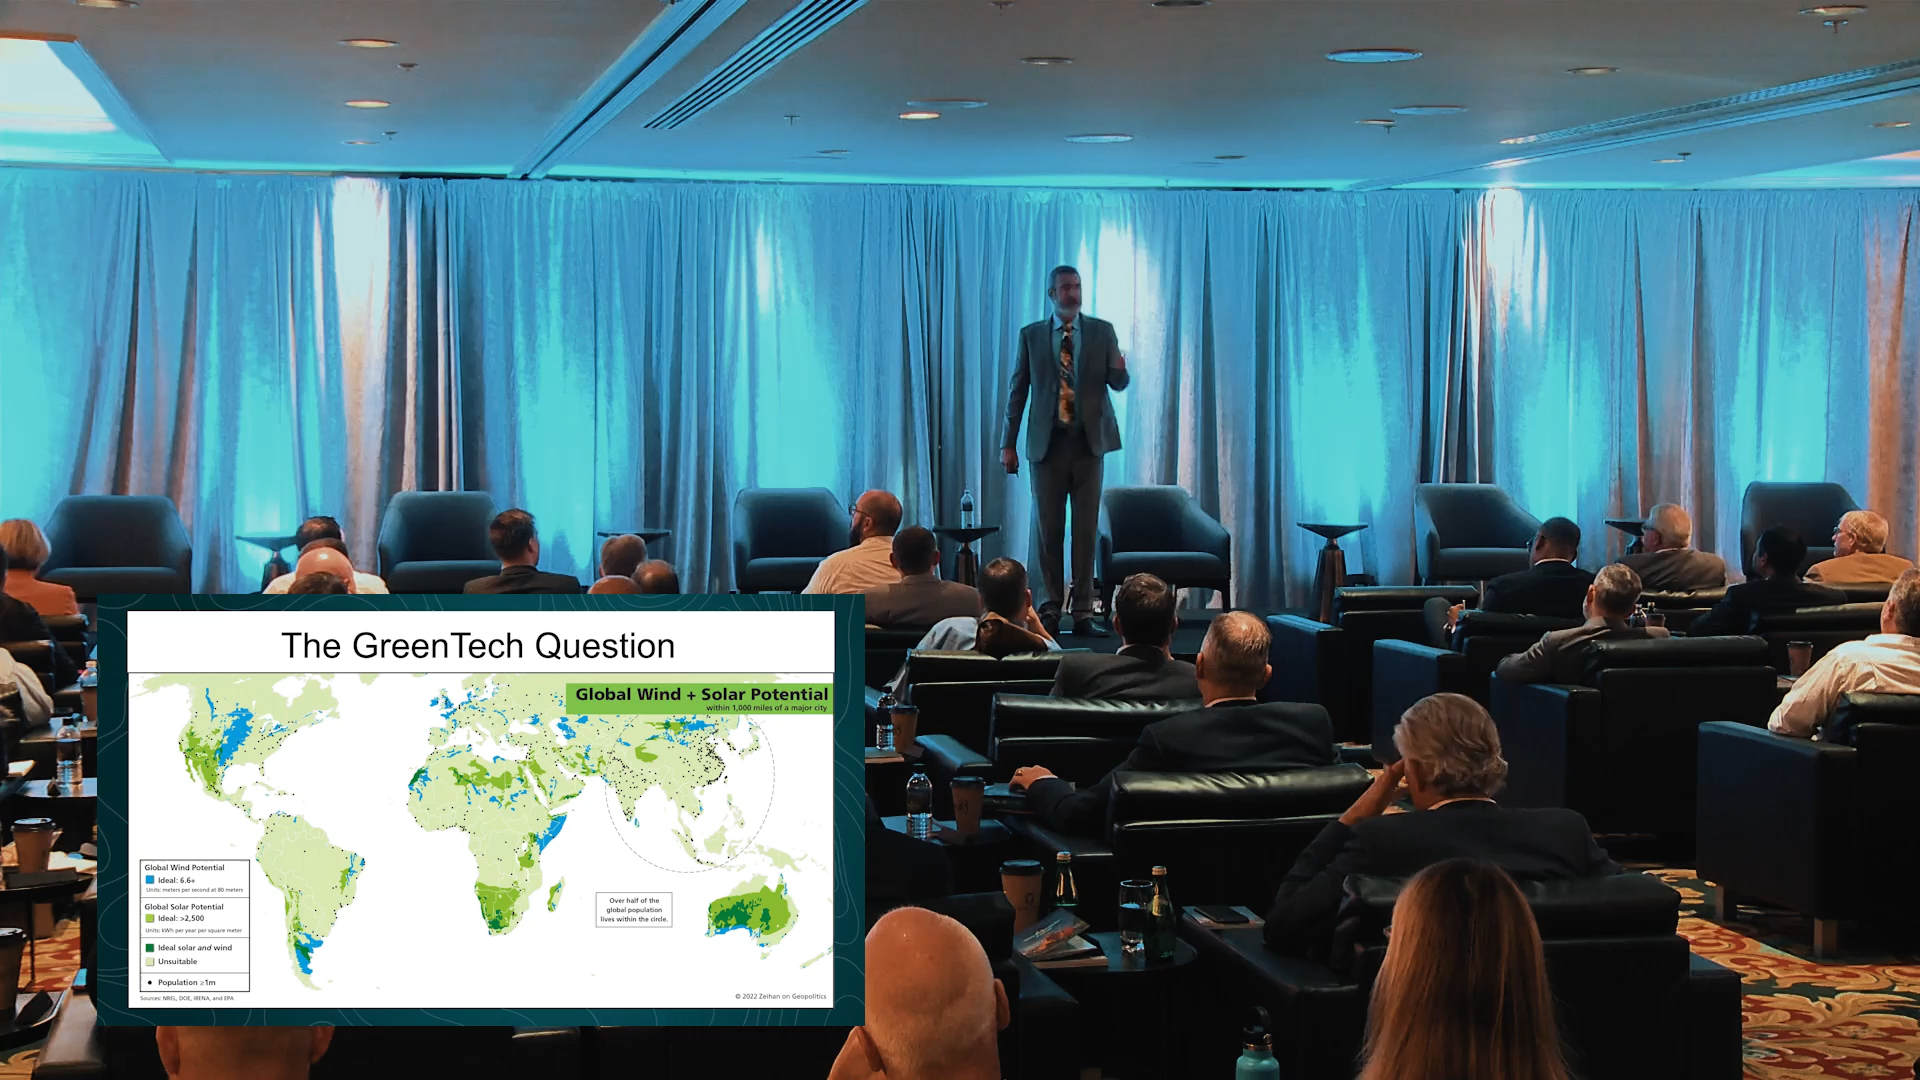 The GreenTech Question
Global Wind + Solar Potential
within 1,000 miles of a major city
Global Wind Potential
Ideal: 6.6+
Units: meters per second at 80 meters
Global Solar Potential
Ideal: >2,500
Units: kWh per year per square meter
Ideal solar and wind
Unsuitable
Population ≥1m
Sources: NREL, DOE, IRENA, and EPA
Over half of the
global population
lives within the circle.
© 2022 Zeihan on Geopolitics